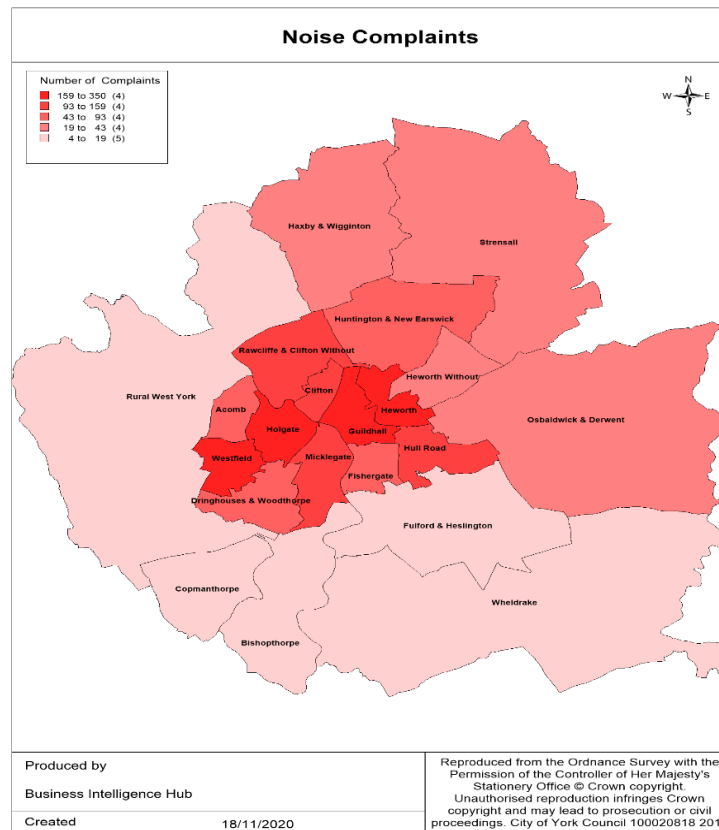 Noise Complaints
Number of Complaints
159 to 350 (4)
93 to 159 (4)
43 to 93 (4)
19 to 43 (4)
4 to 19 (5)
N
W E
S
Haxby & Wigginton
Strensall
Huntington & New Earswick
Rawcliffe & Clifton Without
Heworth Without
Clifton
Rural West York
Acomb
Heworth
Osbaldwick & Derwent
Holgate
Guildhall
Hull Road
Westfield
Micklegate
Fishergate
Dringhouses & Woodthorpe
Fulford & Heslington
Copmanthorpe
Wheldrake
Bishopthorpe
Produced by
Business Intelligence Hub
Created 18/11/2020
Reproduced from the Ordnance Survey with the
Permission of the Controller of Her Majesty's
Stationery Office © Crown copyright.
Unauthorised reproduction infringes Crown
copyright and may lead to prosecution or civil
proceedings. City of York Council 100020818 201